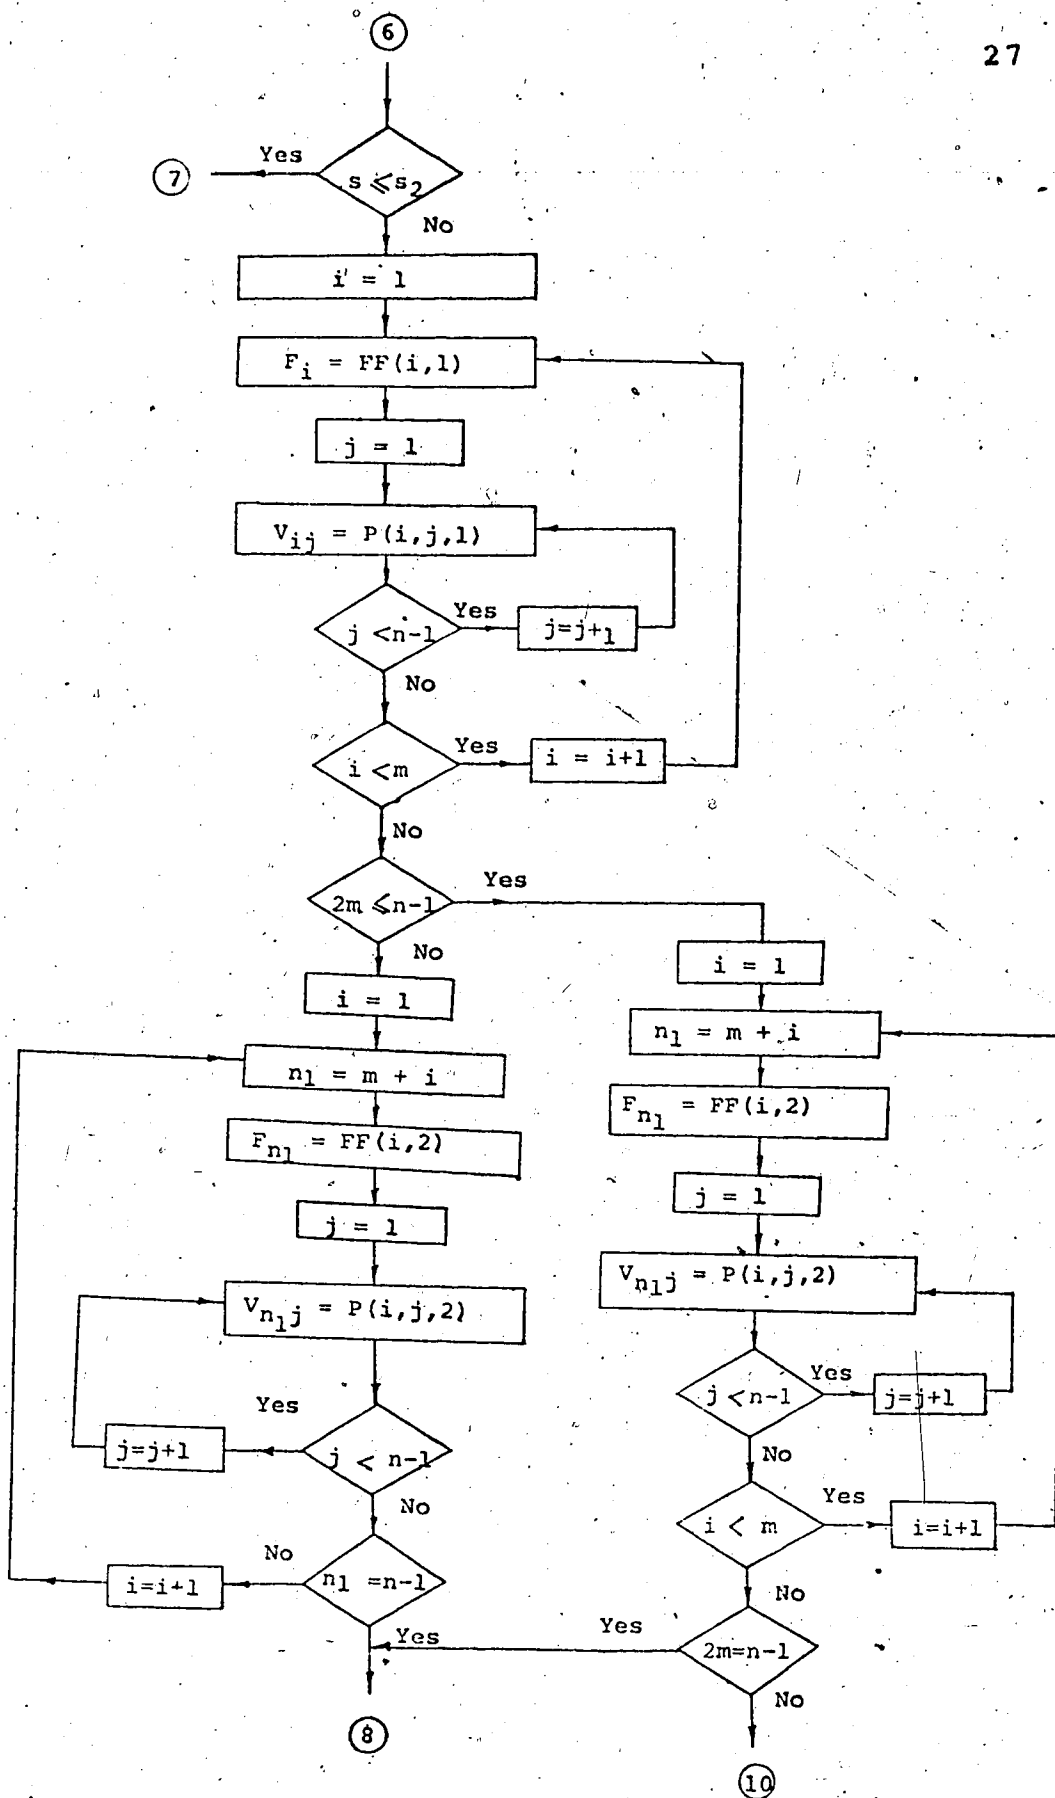 6
27
Yes
7
s ≤ s2
No
i = 1
Fi = FF(i,1)
j = 1
Vij = P(i,j,1)
j < n-1
Yes
j=j+1
No
i < m
Yes
i = i+1
No
2m ≤ n-1
Yes
No
i = 1
n1 = m + i
Fn1 = FF(i,2)
j = 1
Vn1j = P(i,j,2)
Yes
j=j+1
j < n-1
No
No
i=i+1
n1 = n-1
Yes
8
i = 1
n1 = m + i
Fn1 = FF(i,2)
j = 1
Vn1j = P(i,j,2)
j < n-1
Yes
j=j+1
No
i < m
Yes
i=i+1
No
Yes
2m=n-1
No
10